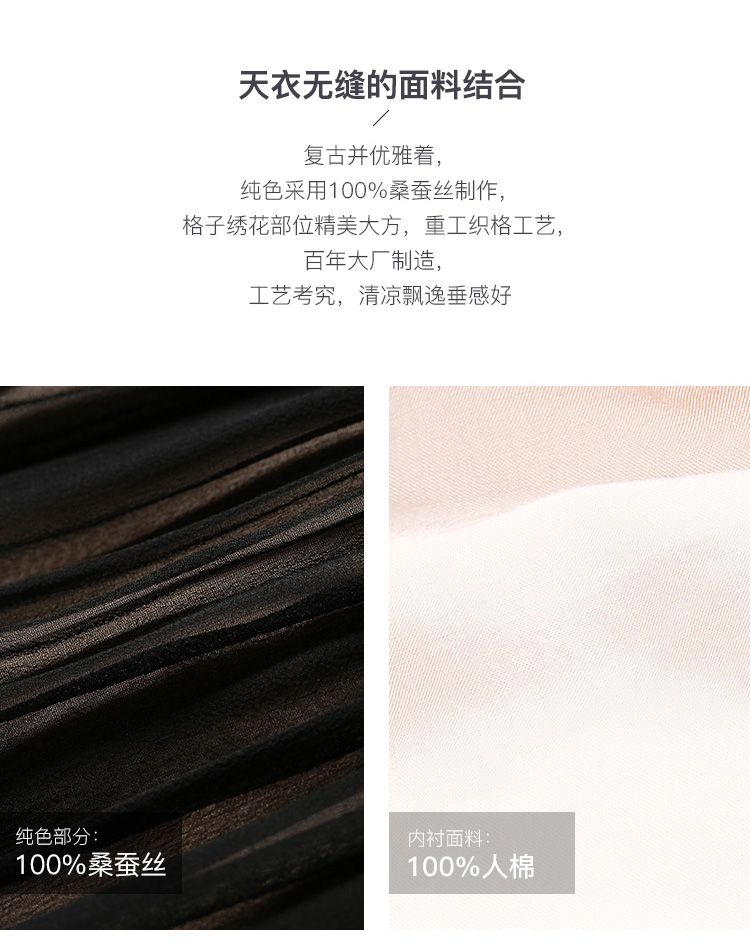 天衣无缝的面料结合
复古并优雅着，
纯色采用100%桑蚕丝制作，
格子绣花部位精美大方，重工织格工艺，
百年大厂制造，
工艺考究，清凉飘逸垂感好
纯色部分：
100%桑蚕丝
内衬面料：
100%人棉